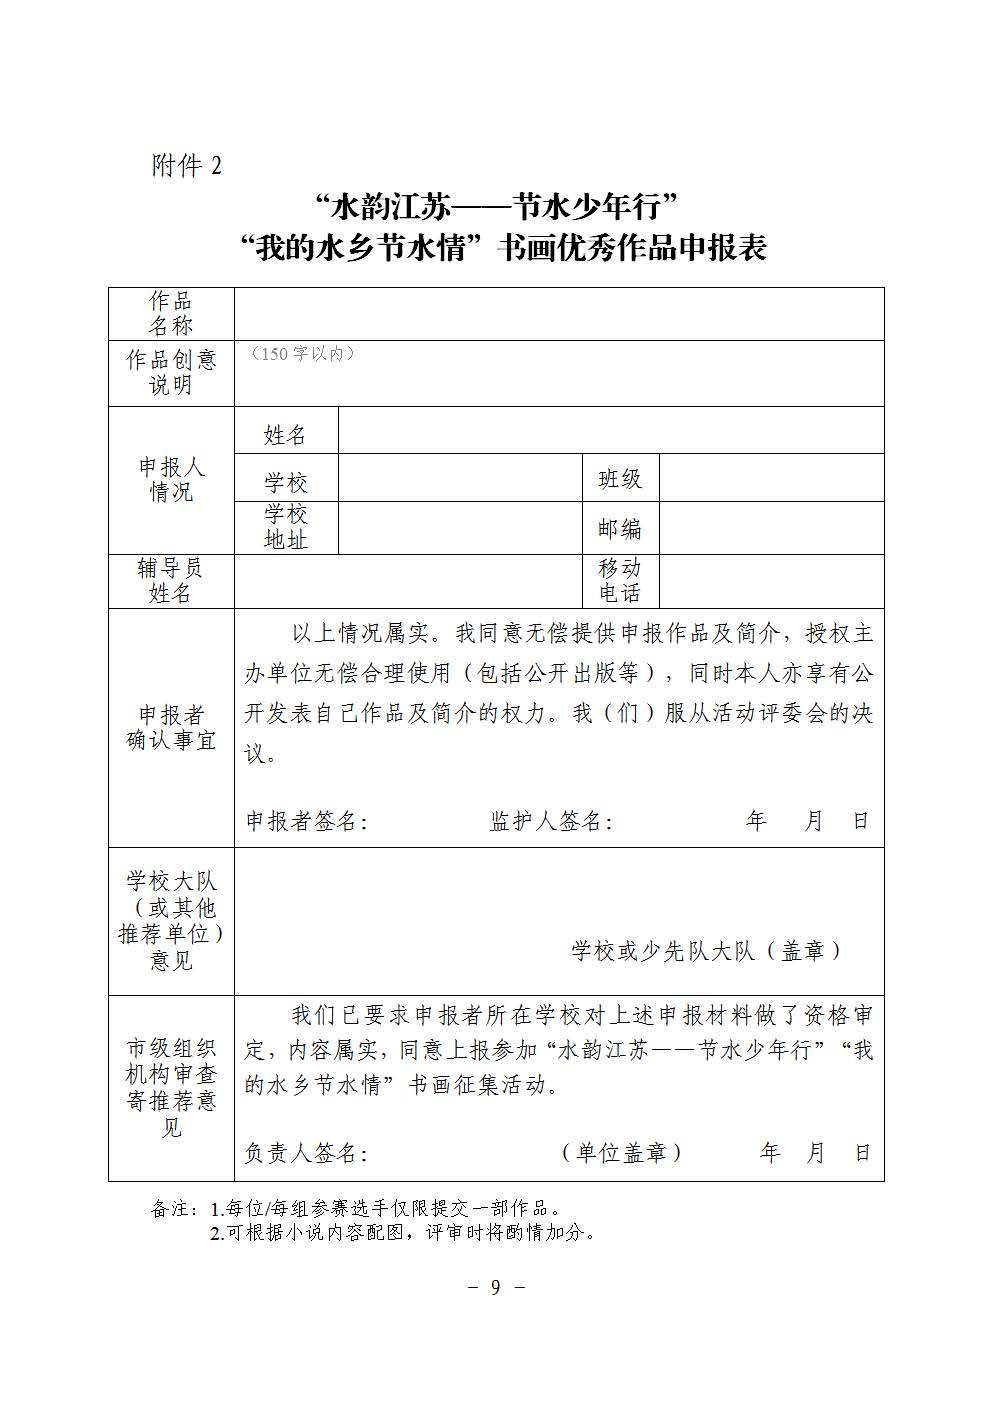 附件 2
“水韵江苏——节水少年行”
“我的水乡节水情”书画优秀作品申报表
作品
名称
作品创意
说明
（150 字以内）
申报人
情况
姓名
学校
班级
学校
地址
邮编
辅导员
姓名
移动
电话
申报者
确认事宜
以上情况属实。我同意无偿提供申报作品及简介，授权主
办单位无偿合理使用（包括公开出版等），同时本人亦享有公
开发表自己作品及简介的权力。我（们）服从活动评委会的决
议。
申报者签名： 监护人签名： 年 月 日
学校大队
（或其他
推荐单位）
意见
学校或少先队大队（盖章）
市级组织
机构审查
寄推荐意
见
我们已要求申报者所在学校对上述申报材料做了资格审
定，内容属实，同意上报参加“水韵江苏——节水少年行”“我
的水乡节水情”书画征集活动。
负责人签名： （单位盖章） 年 月 日
备注：1.每位/每组参赛选手仅限提交一部作品。
2.可根据小说内容配图，评审时将酌情加分。
－ 9 －